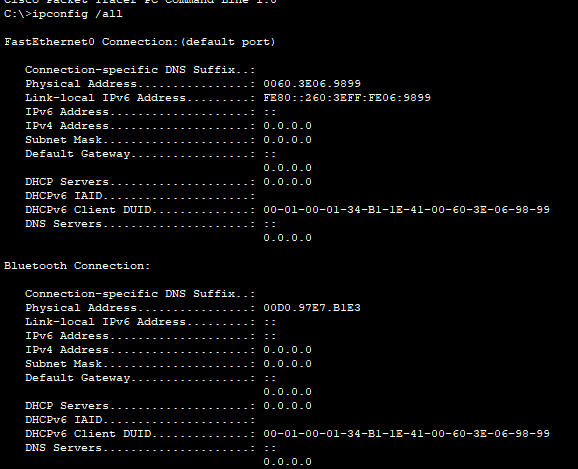 Cisco Packet Tracer PC Command Line 1.0
C:\>ipconfig /all
FastEthernet0 Connection:(default port)
Connection-specific DNS Suffix..:
Physical Address................: 0060.3E06.9899
Link-local IPv6 Address.........: FE80::260:3EFF:FE06:9899
IPv6 Address....................: ::
IPv4 Address....................: 0.0.0.0
Subnet Mask.....................: 0.0.0.0
Default Gateway.................: ::
0.0.0.0
DHCP Servers....................: 0.0.0.0
DHCPv6 IAID.....................:
DHCPv6 Client DUID..............: 00-01-00-01-34-B1-1E-41-00-60-3E-06-98-99
DNS Servers.....................: ::
0.0.0.0
Bluetooth Connection:
Connection-specific DNS Suffix..:
Physical Address................: 00D0.97E7.B1E3
Link-local IPv6 Address.........: ::
IPv6 Address....................: ::
IPv4 Address....................: 0.0.0.0
Subnet Mask.....................: 0.0.0.0
Default Gateway.................: ::
0.0.0.0
DHCP Servers....................: 0.0.0.0
DHCPv6 IAID.....................:
DHCPv6 Client DUID..............: 00-01-00-01-34-B1-1E-41-00-60-3E-06-98-99
DNS Servers.....................: ::
0.0.0.0